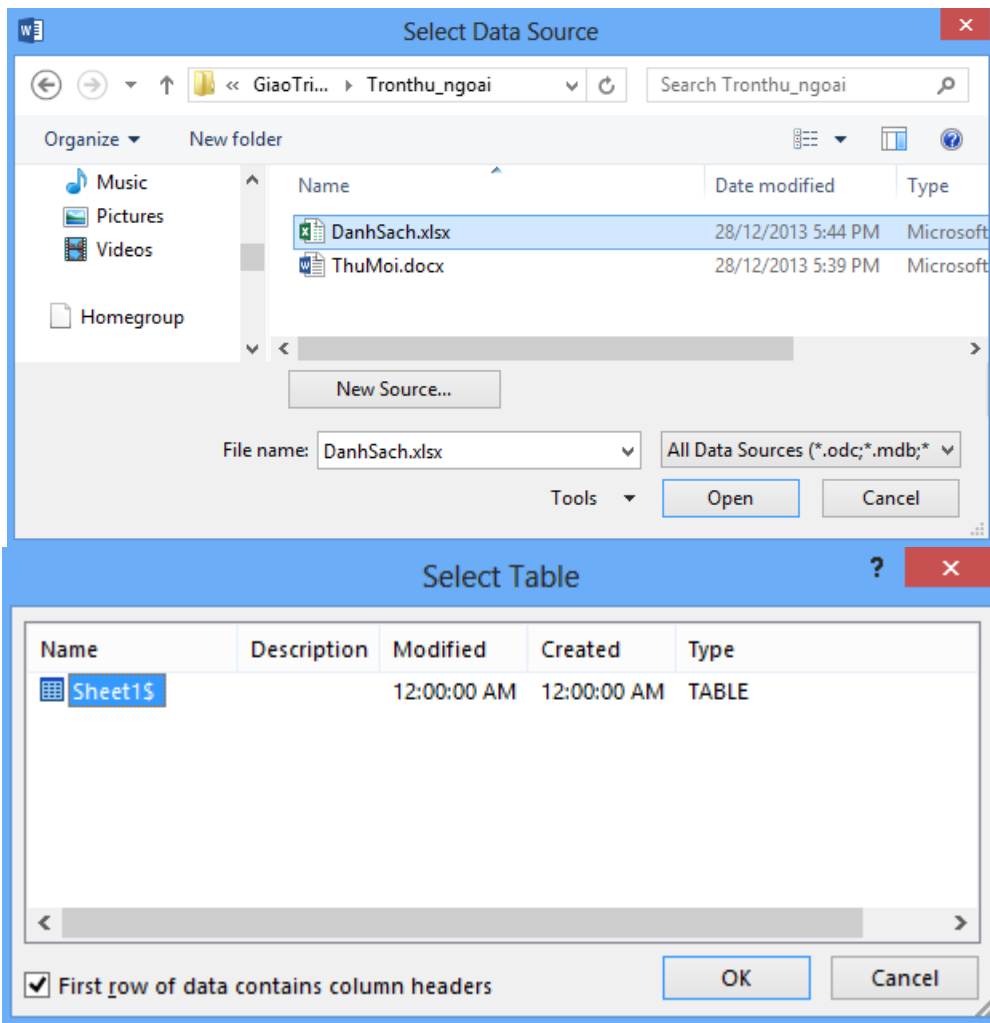 Select Data Source
« GiaoTri... Tronthu_ngoai Search Tronthu_ngoai
Organize New folder
Music Name Date modified Type
Pictures
DanhSach.xlsx 28/12/2013 5:44 PM Microsoft
Videos
ThuMoi.docx 28/12/2013 5:39 PM Microsoft
Homegroup
New Source...
File name: DanhSach.xlsx All Data Sources (*.odc;*.mdb;*
Tools Open Cancel
Select Table ?
Name Description Modified Created Type
Sheet1$ 12:00:00 AM 12:00:00 AM TABLE
First row of data contains column headers OK Cancel